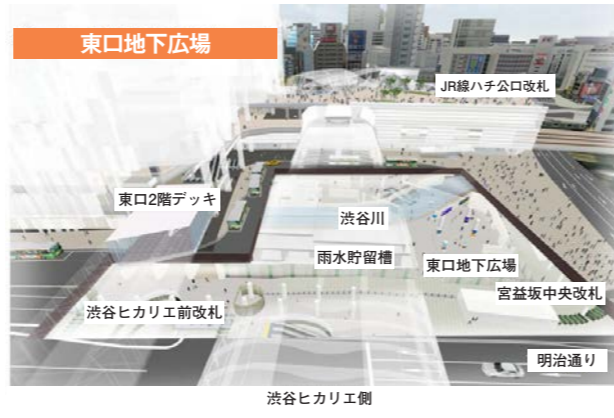 東口地下広場
JR線ハチ公口改札
東口2階デッキ
渋谷川
雨水貯留槽
東口地下広場
宮益坂中央改札
渋谷ヒカリエ前改札
明治通り
渋谷ヒカリエ側